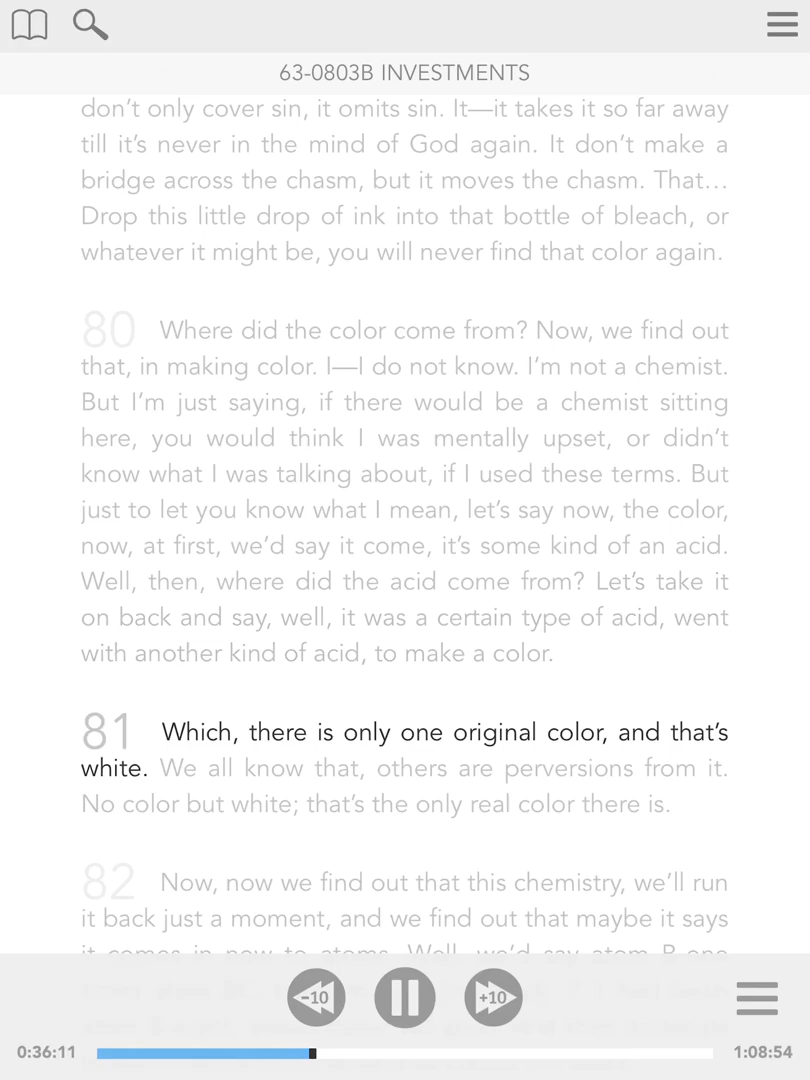 63-0803B INVESTMENTS
don't only cover sin, it omits sin. It—it takes it so far away
till it's never in the mind of God again. It don't make a
bridge across the chasm, but it moves the chasm. That…
Drop this little drop of ink into that bottle of bleach, or
whatever it might be, you will never find that color again.
80 Where did the color come from? Now, we find out
that, in making color. I—I do not know. I'm not a chemist.
But I'm just saying, if there would be a chemist sitting
here, you would think I was mentally upset, or didn't
know what I was talking about, if I used these terms. But
just to let you know what I mean, let's say now, the color,
now, at first, we'd say it come, it's some kind of an acid.
Well, then, where did the acid come from? Let's take it
on back and say, well, it was a certain type of acid, went
with another kind of acid, to make a color.
81 Which, there is only one original color, and that's
white. We all know that, others are perversions from it.
No color but white; that's the only real color there is.
82 Now, now we find out that this chemistry, we'll run
it back just a moment, and we find out that maybe it says
it comes in now to atoms. Well, we'd say atom B-one
-10 +10
0:36:11 1:08:54